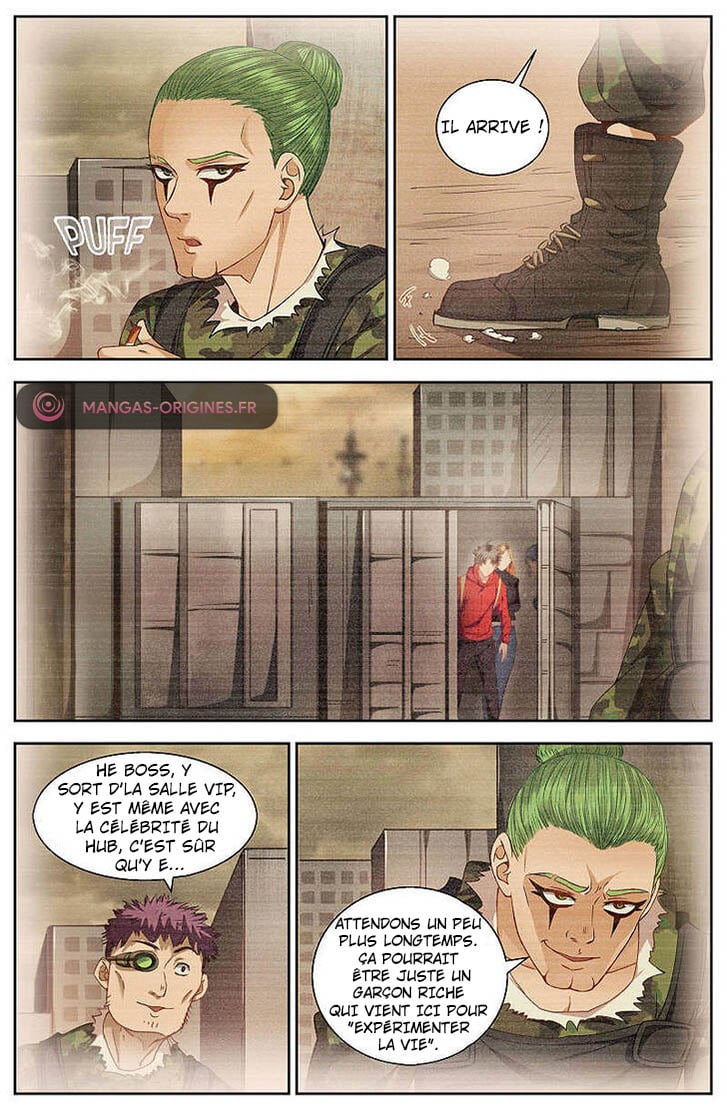 PUFF
IL ARRIVE !
MANGAS-ORIGINES.FR
HE BOSS, Y
SORT D'LA SALLE VIP,
Y EST MÊME AVEC
LA CÉLÉBRITÉ DU
HUB, C'EST SÛR
QU'Y E...
ATTENDONS UN PEU
PLUS LONGTEMPS.
ÇA POURRAIT
ÊTRE JUSTE UN
GARÇON RICHE
QUI VIENT ICI POUR
"EXPÉRIMENTER
LA VIE".